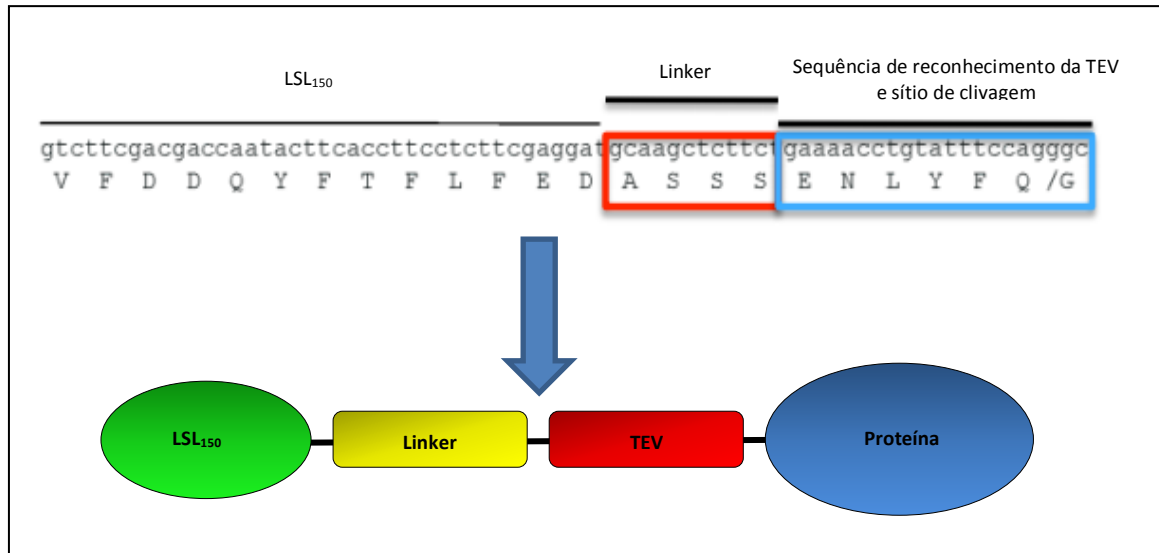 LSL₁₅₀
Linker
Sequência de reconhecimento da TEV
e sítio de clivagem
gtcttcgacgaccaatacttcaccttcctcttcgaggatgcaagctcttctgaaaacctgtatttccagggc
V F D D Q Y F T F L F E D A S S S E N L Y F Q /G
LSL₁₅₀
Linker
TEV
Proteína